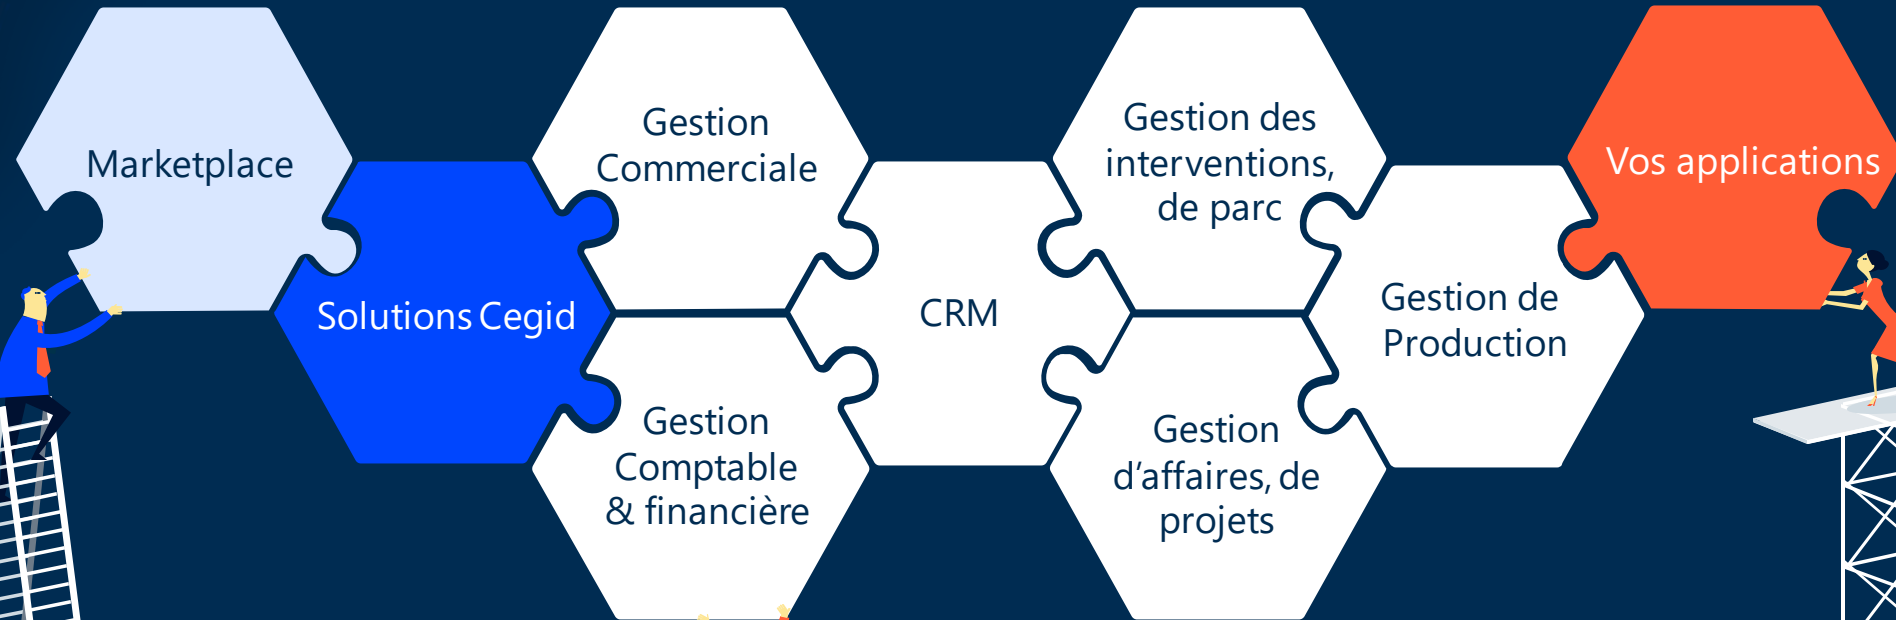 Marketplace
Solutions Cegid
Gestion
Commerciale
Gestion
Comptable
& financière
CRM
Gestion des
interventions,
de parc
Gestion
d’affaires, de
projets
Gestion de
Production
Vos applications